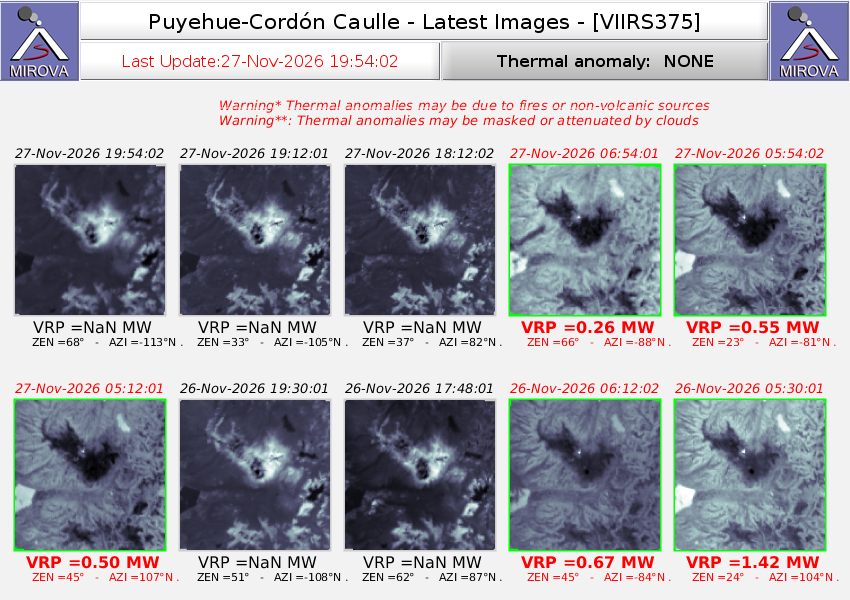 MIROVA
Puyehue-Cordón Caulle - Latest Images - [VIIRS375]
Last Update:27-Nov-2026 19:54:02
Thermal anomaly: NONE
MIROVA
Warning* Thermal anomalies may be due to fires or non-volcanic sources
Warning**: Thermal anomalies may be masked or attenuated by clouds
27-Nov-2026 19:54:02
27-Nov-2026 19:12:01
27-Nov-2026 18:12:02
27-Nov-2026 06:54:01
27-Nov-2026 05:54:02
VRP =NaN MW
VRP =NaN MW
VRP =NaN MW
VRP =0.26 MW
VRP =0.55 MW
ZEN =68° - AZI =-113°N .
ZEN =33° - AZI =-105°N .
ZEN =37° - AZI =82°N .
ZEN =66° - AZI =-88°N .
ZEN =23° - AZI =-81°N .
27-Nov-2026 05:12:01
26-Nov-2026 19:30:01
26-Nov-2026 17:48:01
26-Nov-2026 06:12:02
26-Nov-2026 05:30:01
VRP =0.50 MW
VRP =NaN MW
VRP =NaN MW
VRP =0.67 MW
VRP =1.42 MW
ZEN =45° - AZI =107°N .
ZEN =51° - AZI =-108°N .
ZEN =62° - AZI =87°N .
ZEN =45° - AZI =-84°N .
ZEN =24° - AZI =104°N .